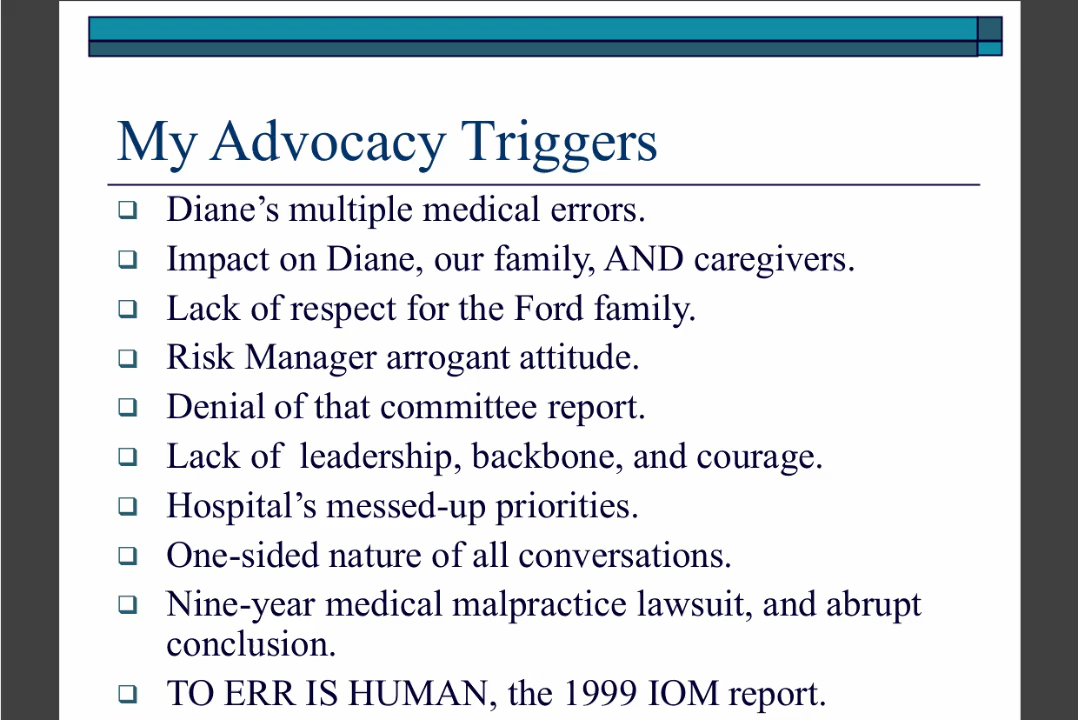 My Advocacy Triggers
❑ Diane’s multiple medical errors.
❑ Impact on Diane, our family, AND caregivers.
❑ Lack of respect for the Ford family.
❑ Risk Manager arrogant attitude.
❑ Denial of that committee report.
❑ Lack of  leadership, backbone, and courage.
❑ Hospital’s messed-up priorities.
❑ One-sided nature of all conversations.
❑ Nine-year medical malpractice lawsuit, and abrupt
conclusion.
❑ TO ERR IS HUMAN, the 1999 IOM report.